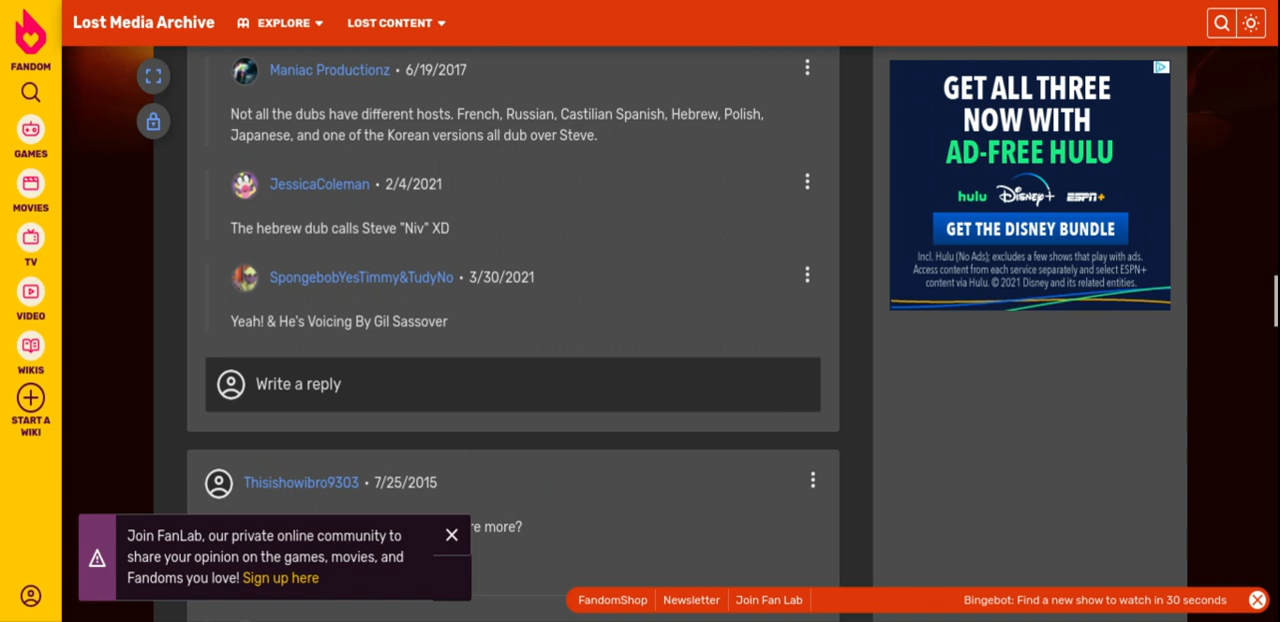 Lost Media Archive
EXPLORE
LOST CONTENT
FANDOM
GAMES
MOVIES
TV
VIDEO
WIKIS
START A
WIKI
Maniac Productionz • 6/19/2017
Not all the dubs have different hosts. French, Russian, Castilian Spanish, Hebrew, Polish,
Japanese, and one of the Korean versions all dub over Steve.
JessicaColeman • 2/4/2021
The hebrew dub calls Steve "Niv" XD
SpongebobYesTimmy&TudyNo • 3/30/2021
Yeah! & He's Voicing By Gil Sassover
Write a reply
Thisishowibro9303 • 7/25/2015
re more?
Join FanLab, our private online community to
share your opinion on the games, movies, and
Fandoms you love! Sign up here
GET ALL THREE
NOW WITH
AD-FREE HULU
hulu Disney+ ESPN+
GET THE DISNEY BUNDLE
Incl. Hulu (No Ads); excludes a few shows that play with ads.
Access content from each service separately and select ESPN+
content via Hulu. © 2021 Disney and its related entities.
FandomShop
Newsletter
Join Fan Lab
Bingebot: Find a new show to watch in 30 seconds